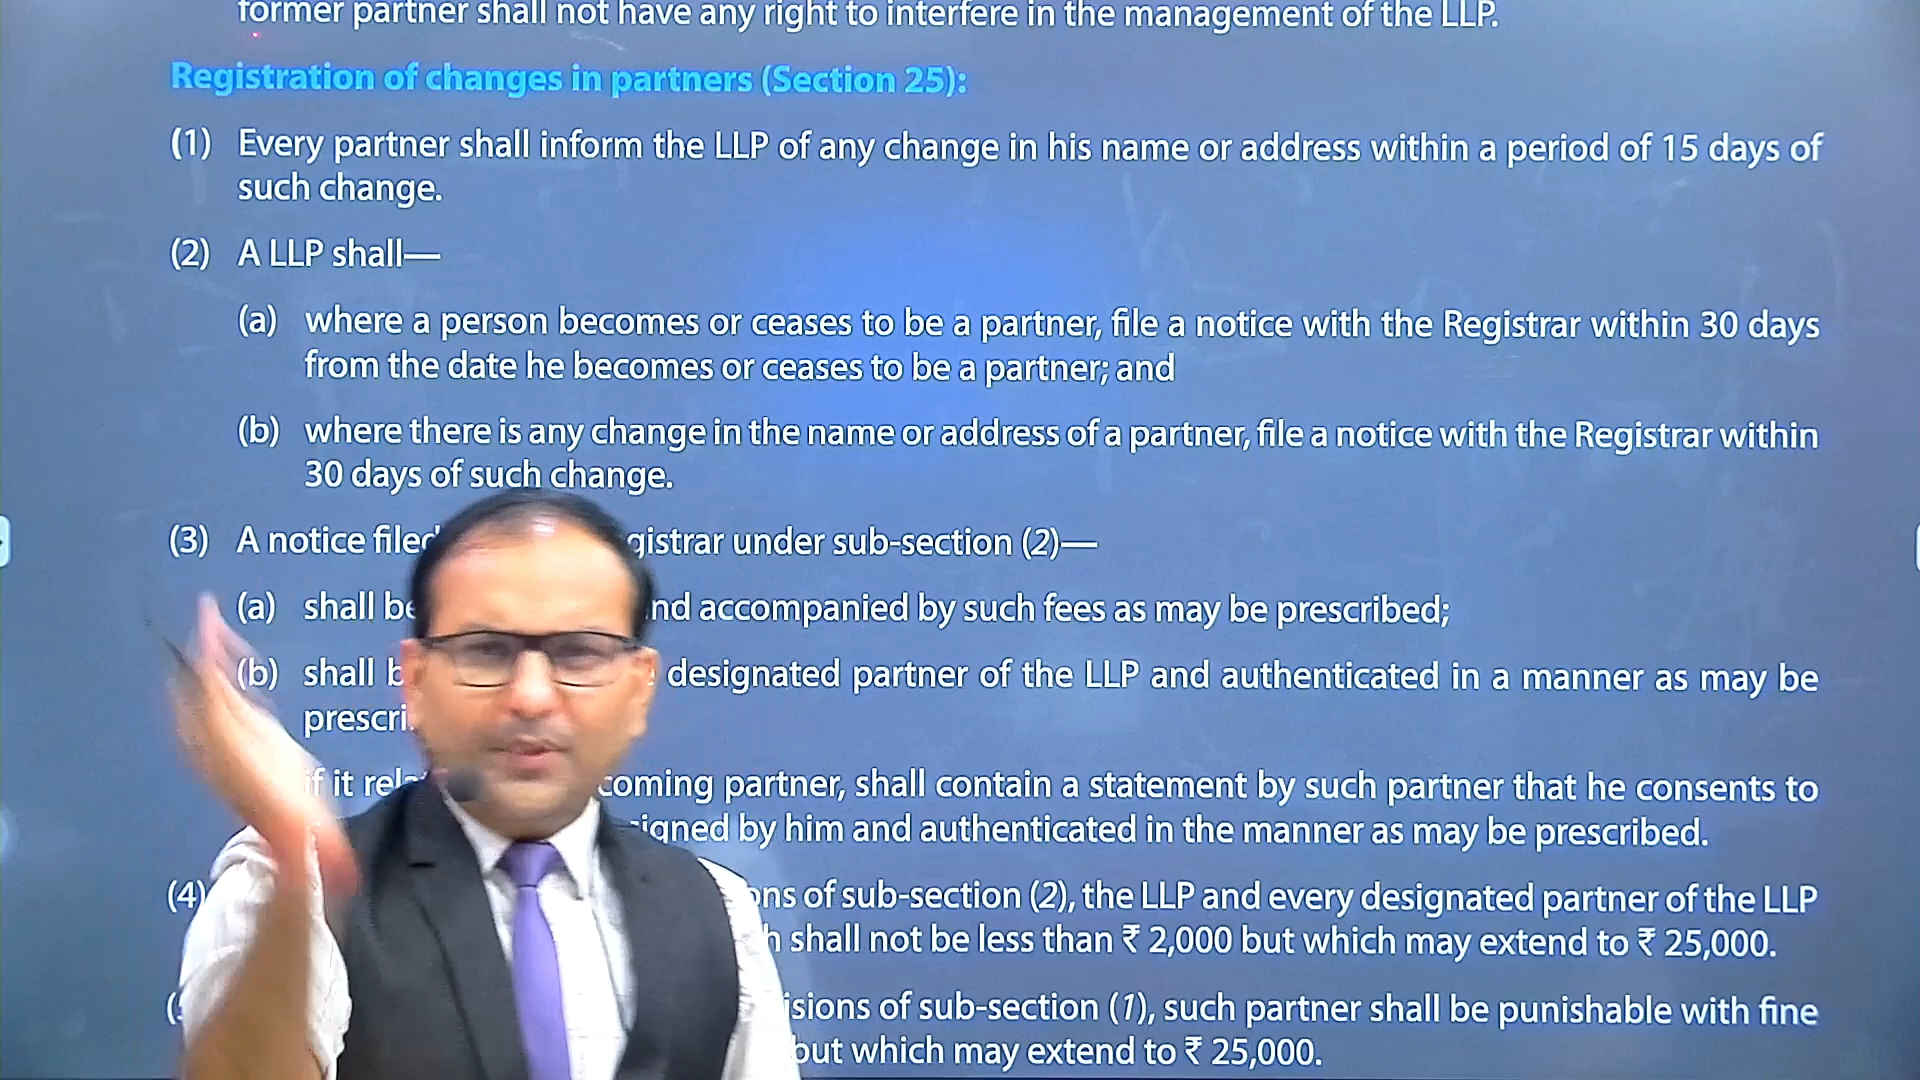 former partner shall not have any right to interfere in the management of the LLP.
Registration of changes in partners (Section 25):
(1) Every partner shall inform the LLP of any change in his name or address within a period of 15 days of
such change.
(2) A LLP shall—
(a) where a person becomes or ceases to be a partner, file a notice with the Registrar within 30 days
from the date he becomes or ceases to be a partner; and
(b) where there is any change in the name or address of a partner, file a notice with the Registrar within
30 days of such change.
(3) A notice under sub-section (2)—
(a) shall accompanied by such fees as may be prescribed;
(b) shall designated partner of the LLP and authenticated in a manner as may be
if it partner, shall contain a statement by such partner that he consents to
by him and authenticated in the manner as may be prescribed.
(4) of sub-section (2), the LLP and every designated partner of the LLP
shall not be less than ₹ 2,000 but which may extend to ₹ 25,000.
of sub-section (1), such partner shall be punishable with fine
but which may extend to ₹ 25,000.